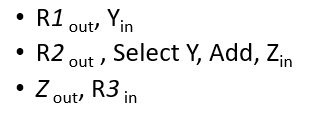 • R1 out, Yin
• R2 out , Select Y, Add, Zin
• Z out, R3 in